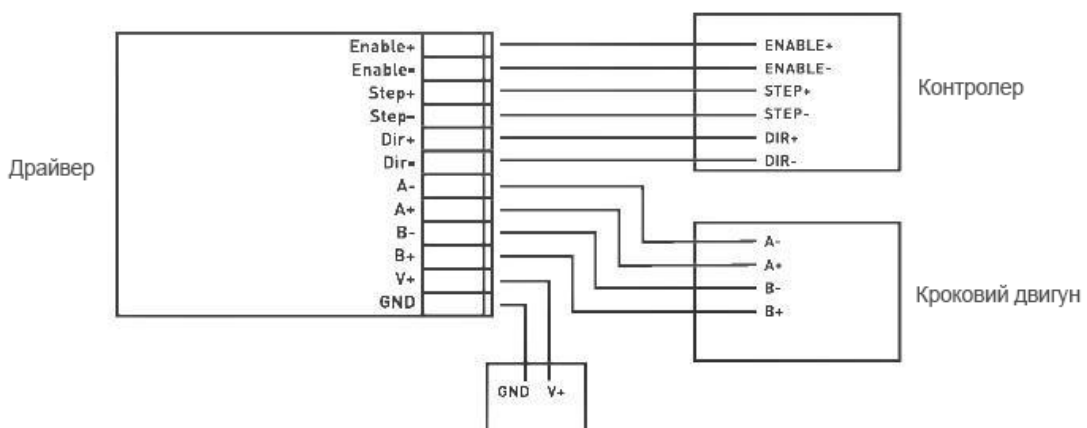 Драйвер
Enable+
Enable-
Step+
Step-
Dir+
Dir-
A-
A+
B-
B+
V+
GND
ENABLE+
ENABLE-
STEP+
STEP-
DIR+
DIR-
Контролер
A-
A+
B-
B+
Кроковий двигун
GND V+